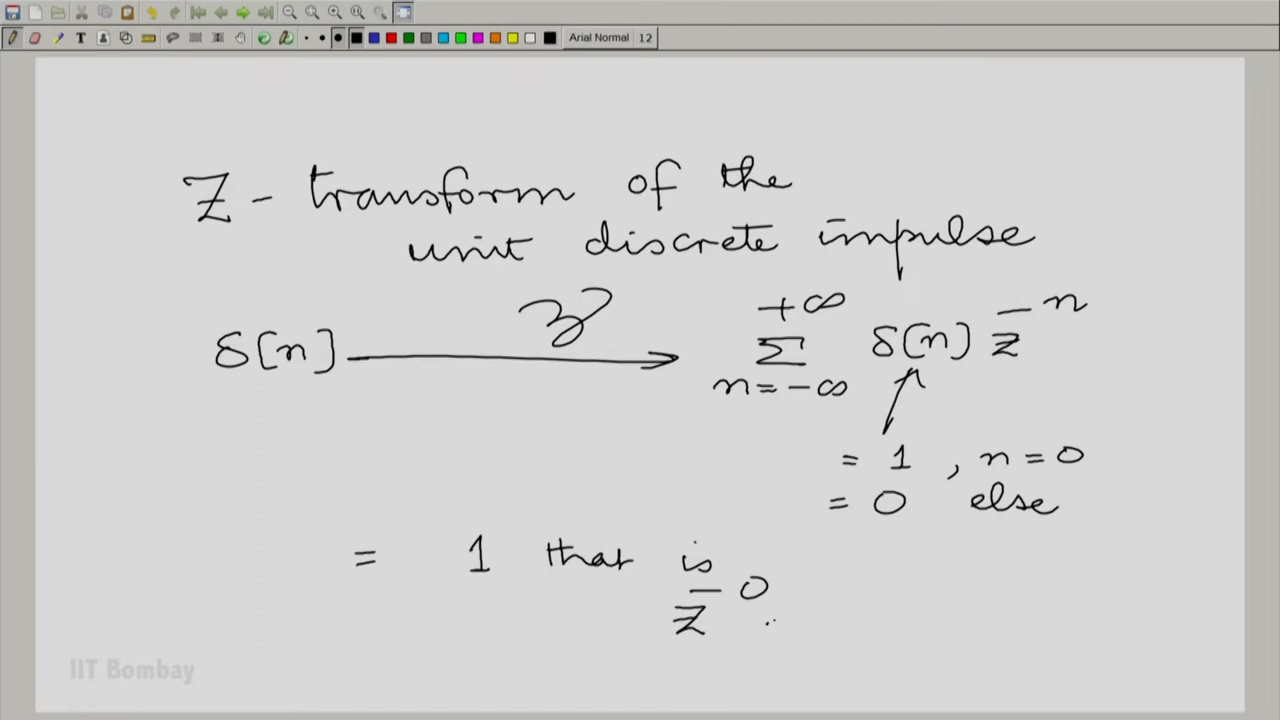 T
Arial Normal 12
Z - transform of the
unit discrete impulse
δ[n] ⟶ Z
+∞
Σ δ[n] z^-n
n = -∞
= 1 , n = 0
= 0 else
= 1 that is
z^-0
IIT Bombay